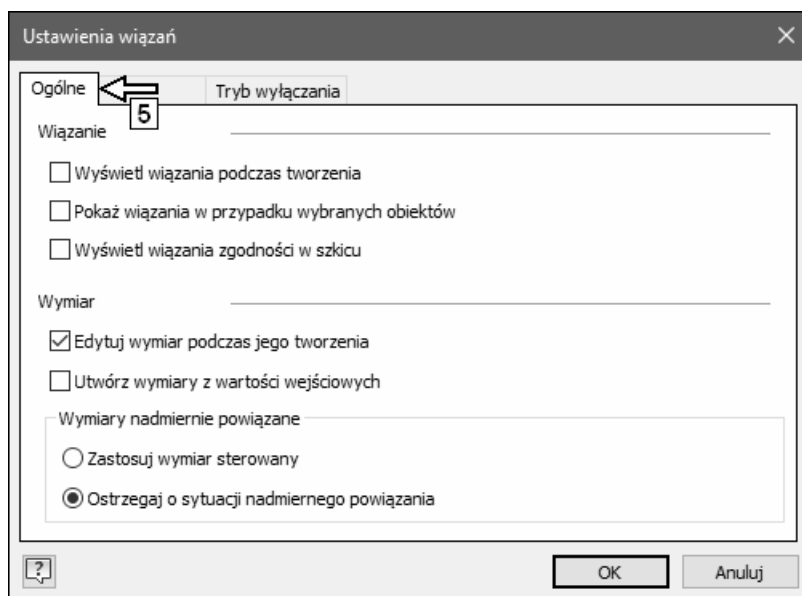 Ustawienia wiązań
Ogólne
5
Tryb wyłączania
Wiązanie
Wyświetl wiązania podczas tworzenia
Pokaż wiązania w przypadku wybranych obiektów
Wyświetl wiązania zgodności w szkicu
Wymiar
Edytuj wymiar podczas jego tworzenia
Utwórz wymiary z wartości wejściowych
Wymiary nadmiernie powiązane
Zastosuj wymiar sterowany
Ostrzegaj o sytuacji nadmiernego powiązania
?
OK
Anuluj